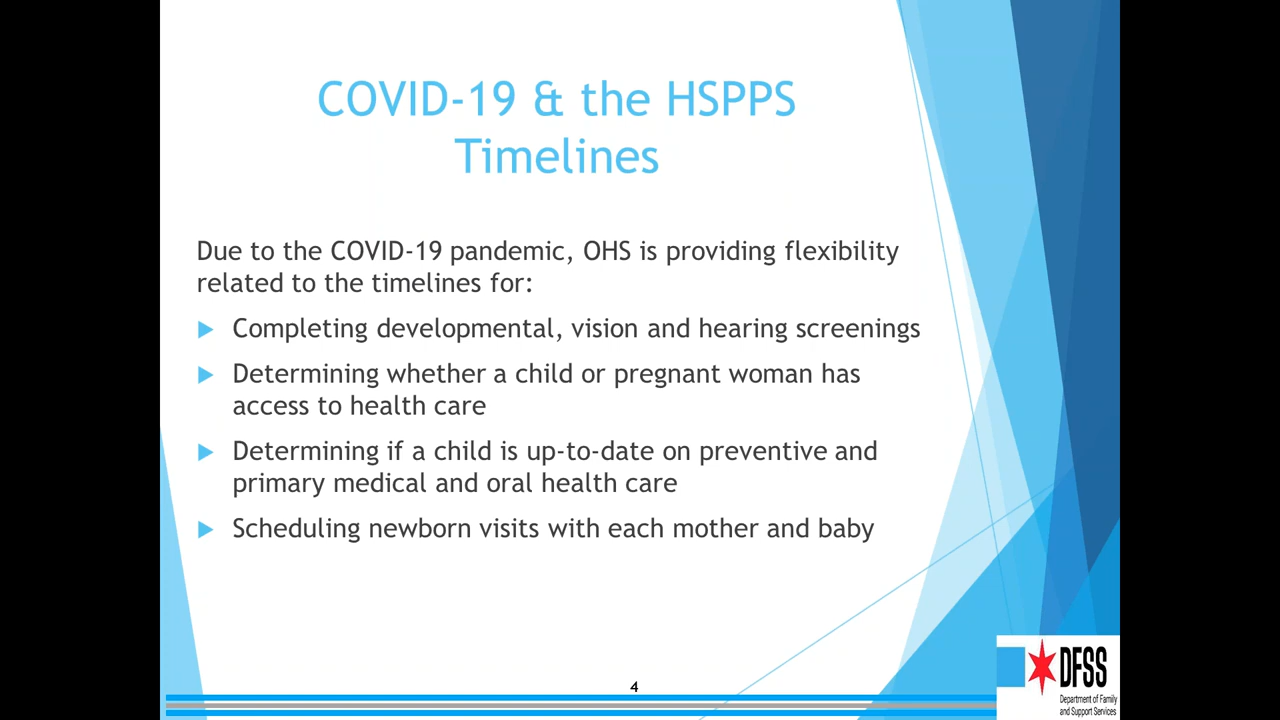 COVID-19 & the HSPPS
Timelines
Due to the COVID-19 pandemic, OHS is providing flexibility
related to the timelines for:
Completing developmental, vision and hearing screenings
Determining whether a child or pregnant woman has
access to health care
Determining if a child is up-to-date on preventive and
primary medical and oral health care
Scheduling newborn visits with each mother and baby
4
DFSS
Department of Family
and Support Services